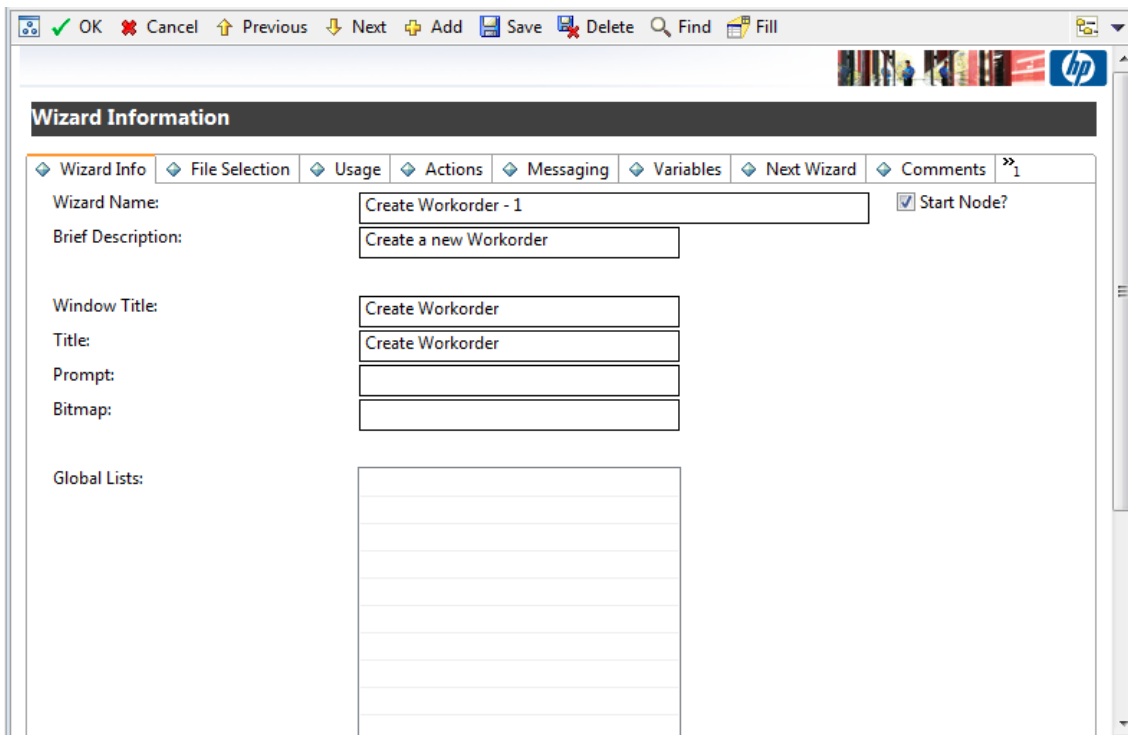 OK Cancel Previous Next Add Save Delete Find Fill
hp
Wizard Information
Wizard Info File Selection Usage Actions Messaging Variables Next Wizard Comments »1
Wizard Name: Create Workorder - 1 Start Node?
Brief Description: Create a new Workorder
Window Title: Create Workorder
Title: Create Workorder
Prompt:
Bitmap:
Global Lists: